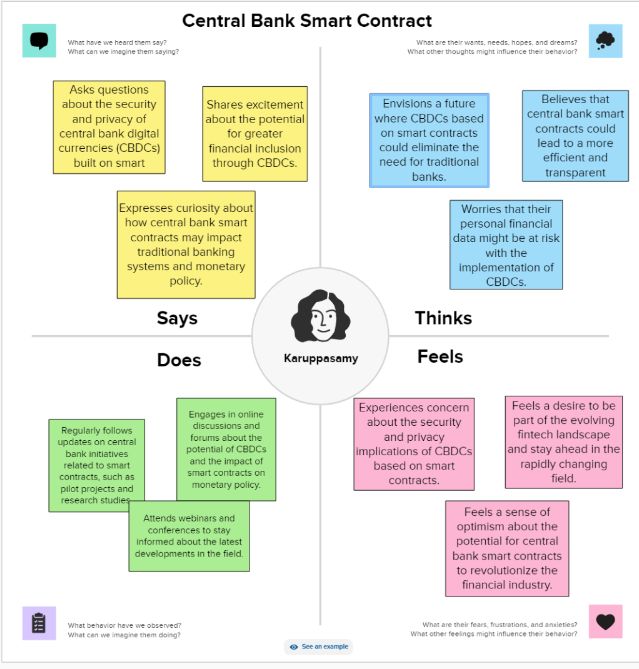 Central Bank Smart Contract
What have we heard them say?
What can we imagine them saying?
What are their wants, needs, hopes, and dreams?
What other thoughts might influence their behavior?
Asks questions
about the security
and privacy of
central bank digital
currencies (CBDCs)
built on smart
Shares excitement
about the potential
for greater
financial inclusion
through CBDCs.
Expresses curiosity about
how central bank smart
contracts may impact
traditional banking
systems and monetary
policy.
Envisions a future
where CBDCs based
on smart contracts
could eliminate the
need for traditional
banks.
Believes that
central bank smart
contracts could
lead to a more
efficient and
transparent
Worries that their
personal financial
data might be at risk
with the
implementation of
CBDCs.
Says
Thinks
Karuppasamy
Does
Feels
Regularly follows
updates on central
bank initiatives
related to smart
contracts, such as
pilot projects and
research studies
Engages in online
discussions and
forums about the
potential of CBDCs
and the impact of
smart contracts on
monetary policy.
Attends webinars and
conferences to stay
informed about the latest
developments in the field.
Experiences concern
about the security
and privacy
implications of CBDCs
based on smart
contracts.
Feels a desire to be
part of the evolving
fintech landscape
and stay ahead in the
rapidly changing
field.
Feels a sense of
optimism about the
potential for central
bank smart contracts
to revolutionize the
financial industry.
What behavior have we observed?
What can we imagine them doing?
See an example
What are their fears, frustrations, and anxieties?
What other feelings might influence their behavior?